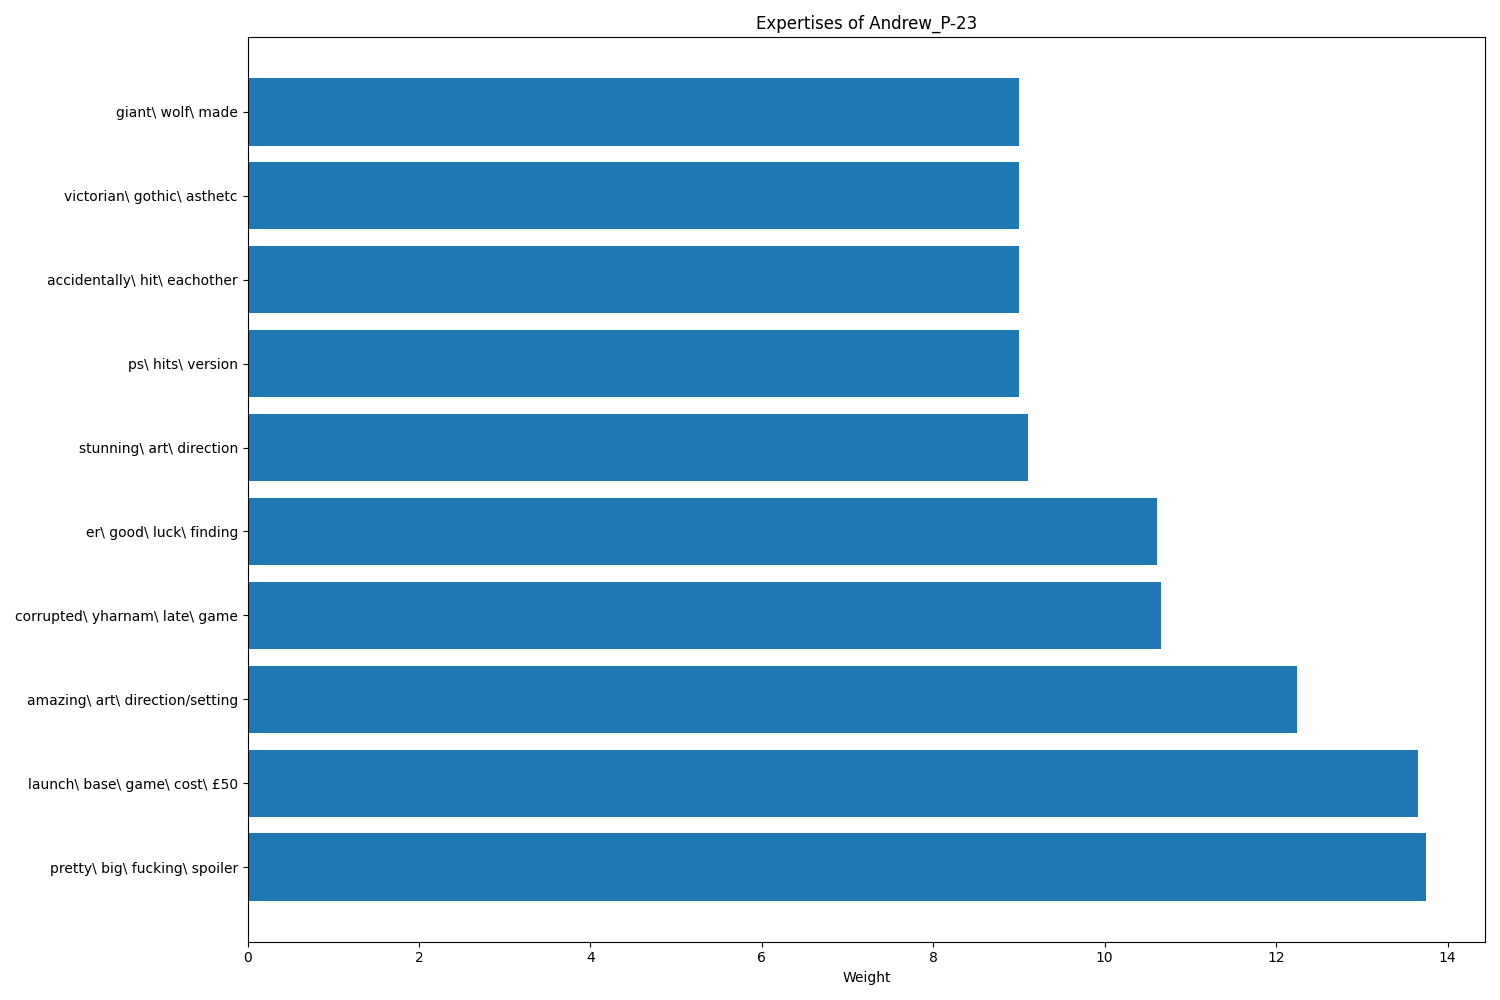 Expertises of Andrew_P-23
giant\ wolf\ made
victorian\ gothic\ asthetc
accidentally\ hit\ eachother
ps\ hits\ version
stunning\ art\ direction
er\ good\ luck\ finding
corrupted\ yharnam\ late\ game
amazing\ art\ direction/setting
launch\ base\ game\ cost\ £50
pretty\ big\ fucking\ spoiler
0 2 4 6 8 10 12 14
Weight